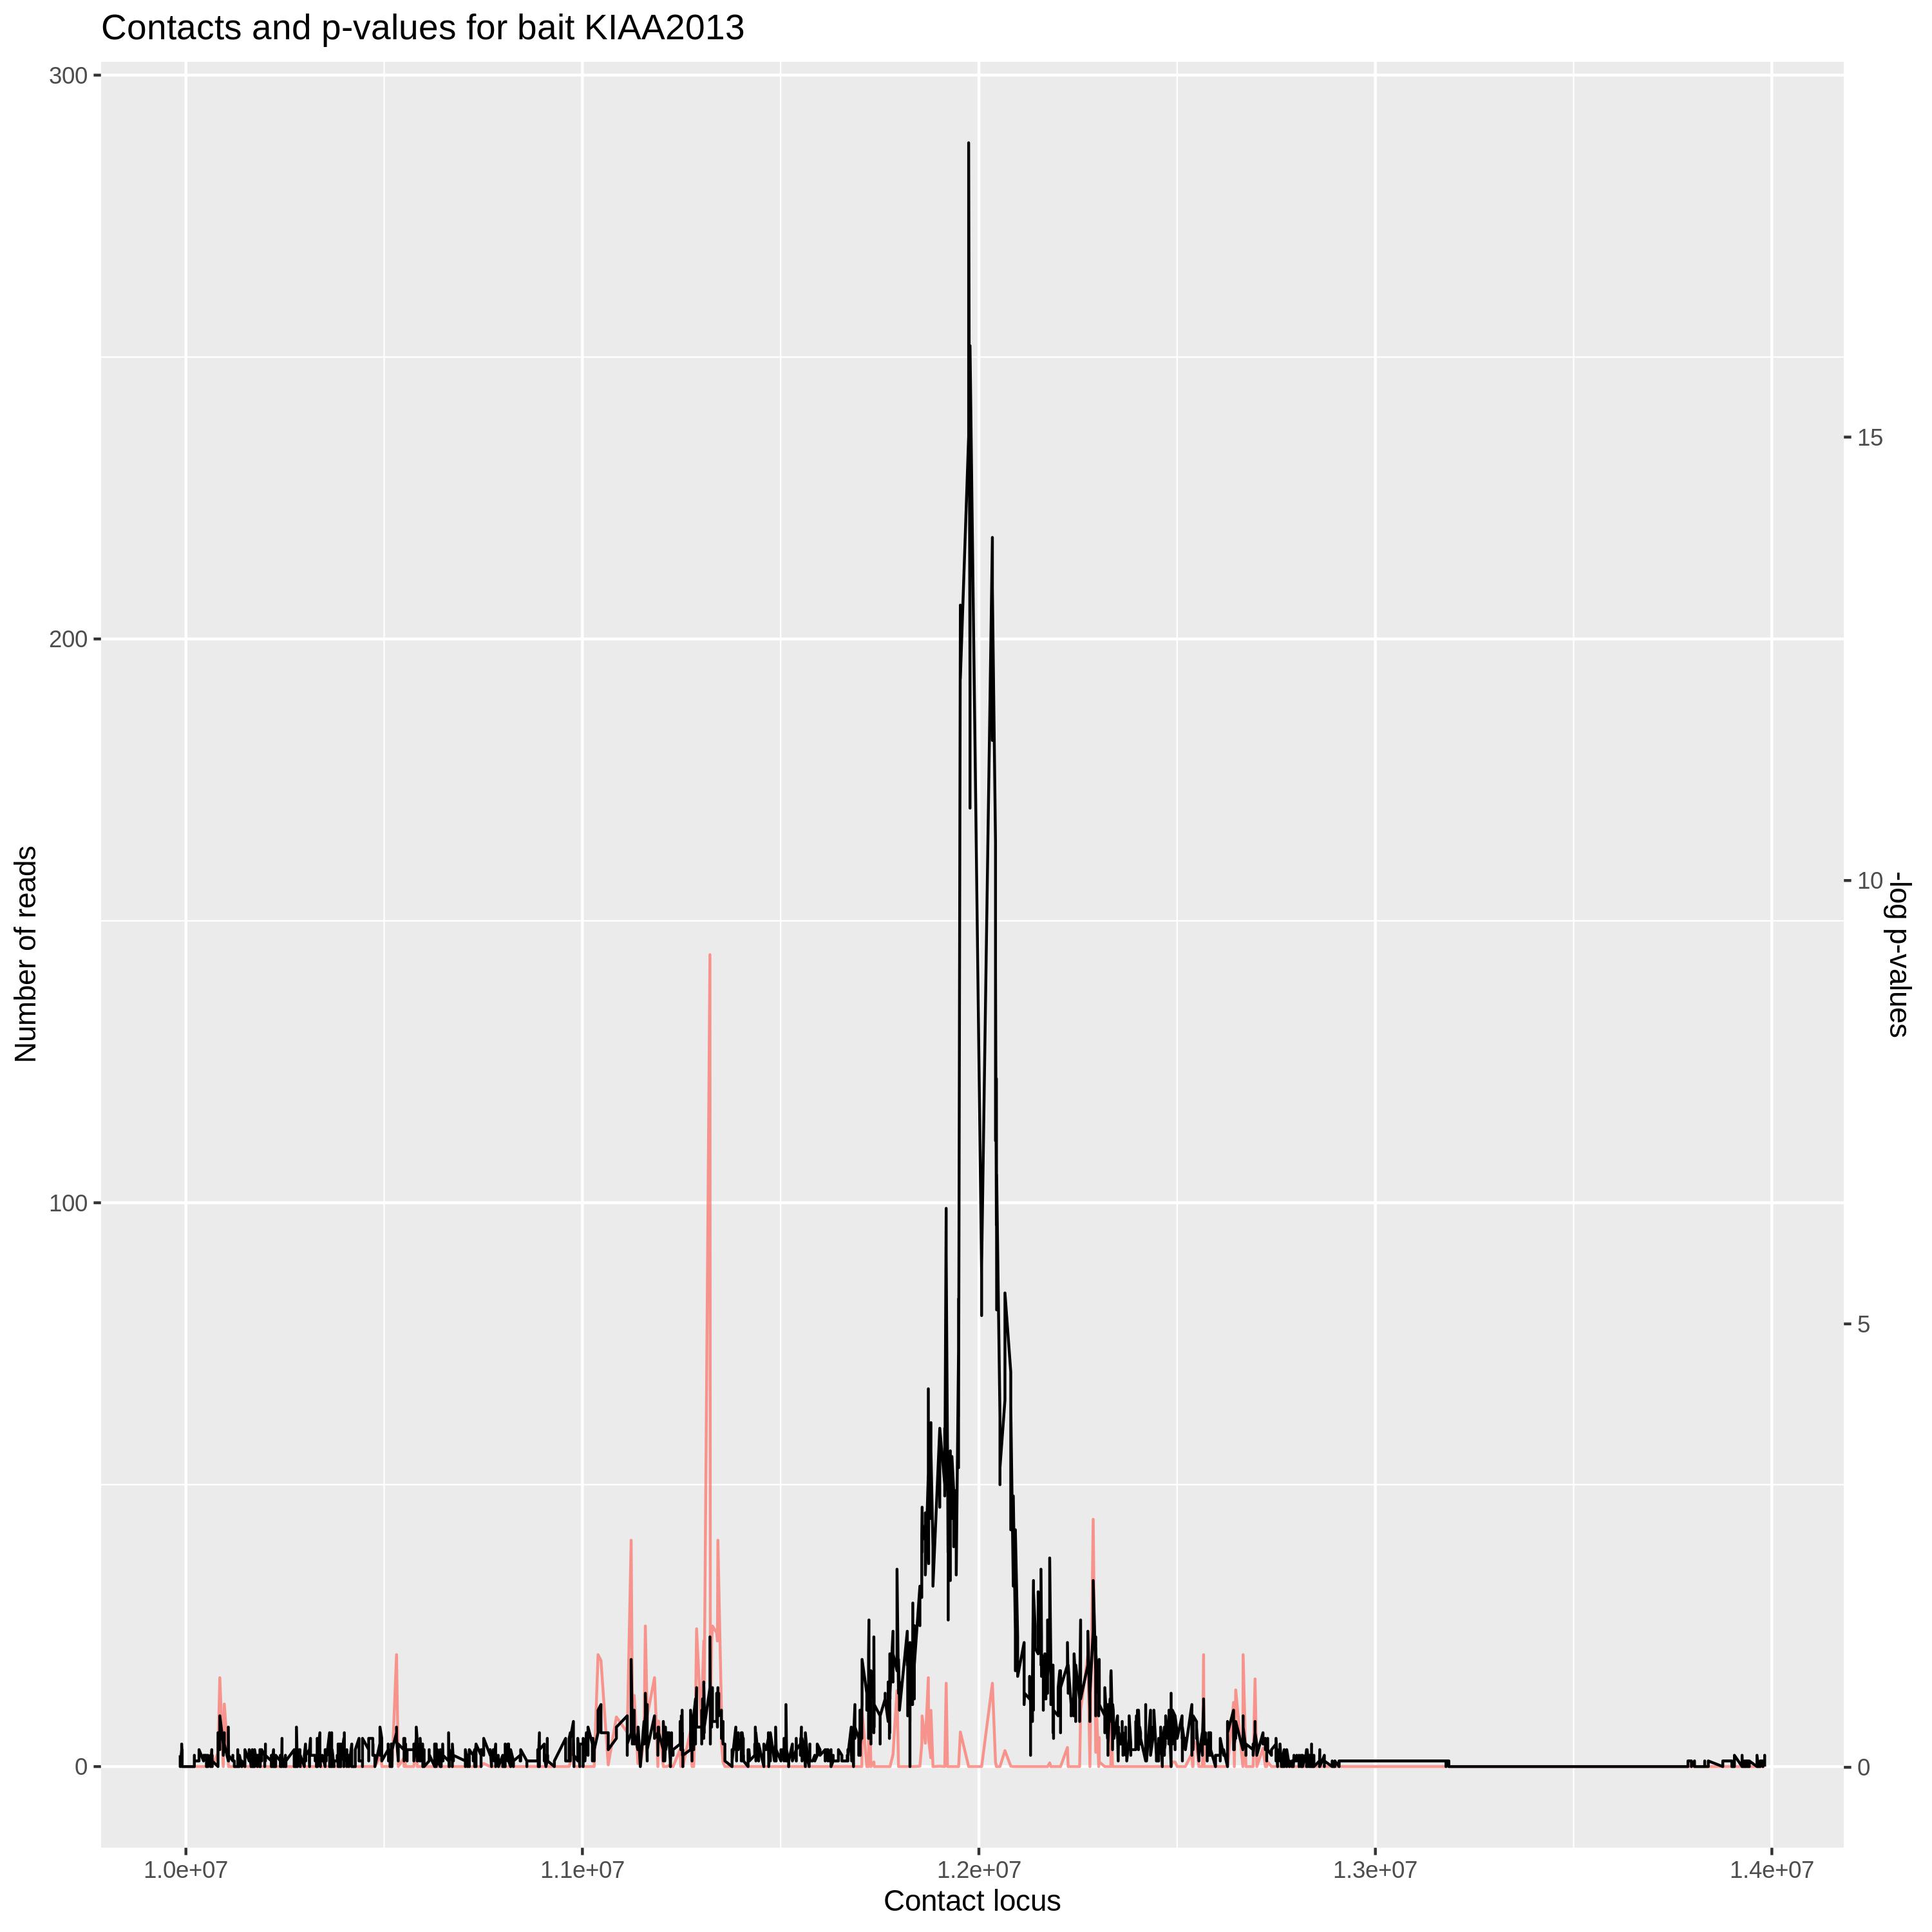 Contacts and p-values for bait KIAA2013
300
200
100
0
Number of reads
15
10
5
0
-log p-values
1.0e+07
1.1e+07
1.2e+07
1.3e+07
1.4e+07
Contact locus